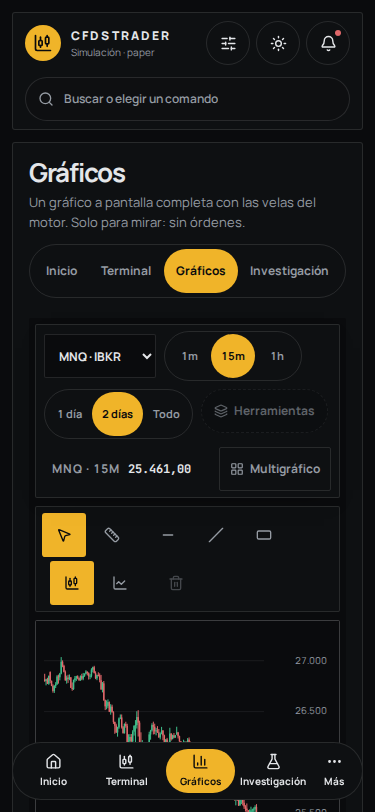 CFDSTRADER
Simulación · paper
Buscar o elegir un comando
Gráficos
Un gráfico a pantalla completa con las velas del
motor. Solo para mirar: sin órdenes.
Inicio Terminal Gráficos Investigación
MNQ · IBKR 1m 15m 1h
1 día 2 días Todo Herramientas
MNQ · 15M 25.461,00 Multigráfico
27.000
26.500
Inicio Terminal Gráficos Investigación Más